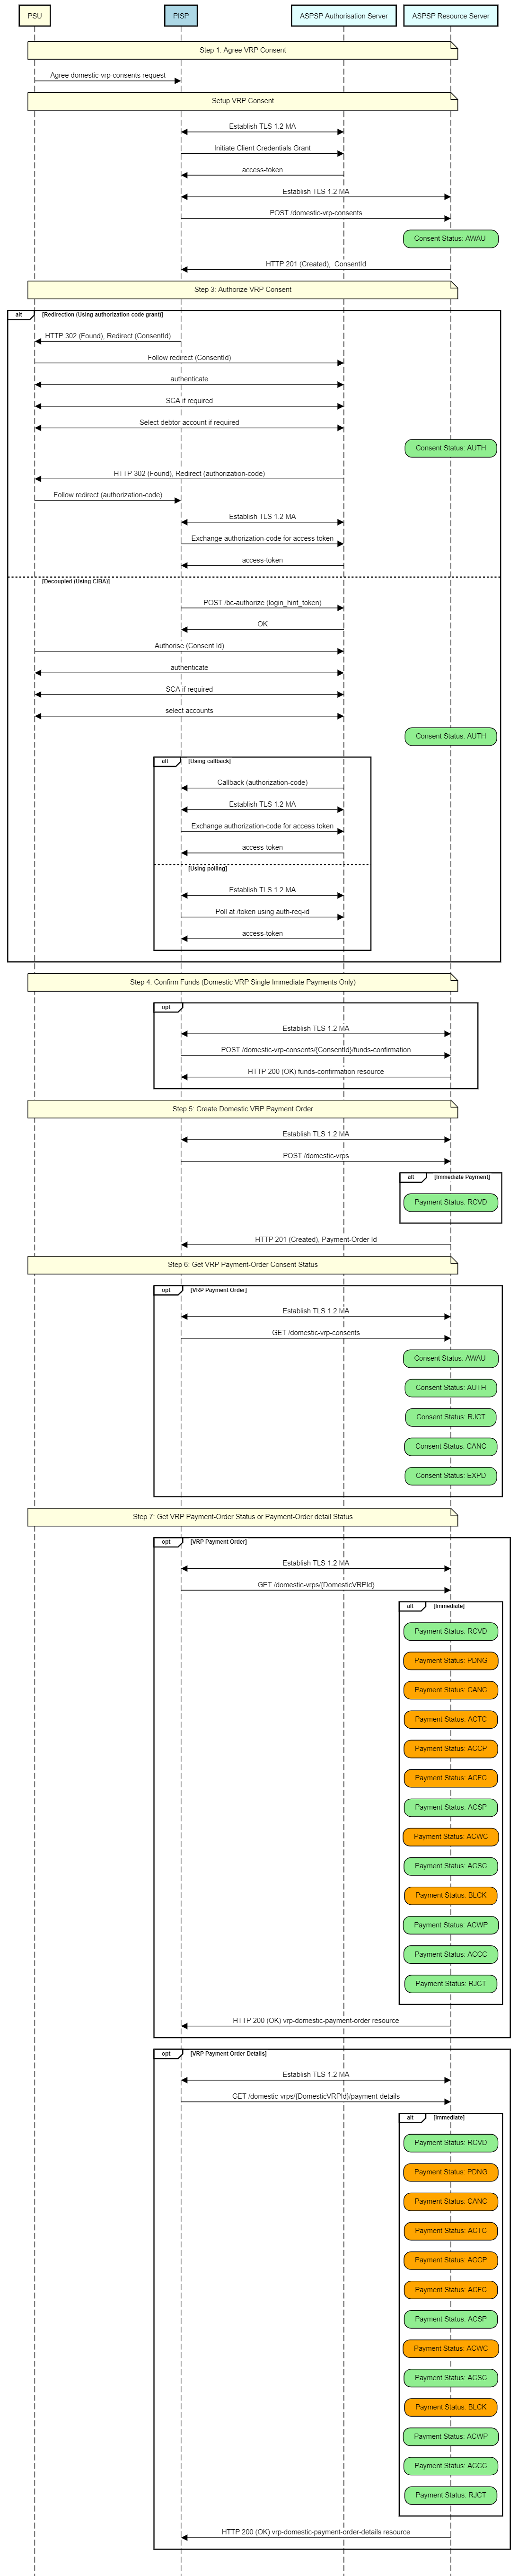 PSU
PISP
ASPSP Authorisation Server
ASPSP Resource Server
Step 1: Agree VRP Consent
Agree domestic-vrp-consents request
Setup VRP Consent
Establish TLS 1.2 MA
Initiate Client Credentials Grant
access-token
Establish TLS 1.2 MA
POST /domestic-vrp-consents
Consent Status: AWAU
HTTP 201 (Created), ConsentId
Step 3: Authorize VRP Consent
alt
[Redirection (Using authorization code grant)]
HTTP 302 (Found), Redirect (ConsentId)
Follow redirect (ConsentId)
authenticate
SCA if required
Select debtor account if required
Consent Status: AUTH
HTTP 302 (Found), Redirect (authorization-code)
Follow redirect (authorization-code)
Establish TLS 1.2 MA
Exchange authorization-code for access token
access-token
[Decoupled (Using CIBA)]
POST /bc-authorize (login_hint_token)
OK
Authorise (Consent Id)
authenticate
SCA if required
select accounts
Consent Status: AUTH
alt
[Using callback]
Callback (authorization-code)
Establish TLS 1.2 MA
Exchange authorization-code for access token
access-token
[Using polling]
Establish TLS 1.2 MA
Poll at /token using auth-req-id
access-token
Step 4: Confirm Funds (Domestic VRP Single Immediate Payments Only)
opt
Establish TLS 1.2 MA
POST /domestic-vrp-consents/{ConsentId}/funds-confirmation
HTTP 200 (OK) funds-confirmation resource
Step 5: Create Domestic VRP Payment Order
Establish TLS 1.2 MA
POST /domestic-vrps
alt
[Immediate Payment]
Payment Status: RCVD
HTTP 201 (Created), Payment-Order Id
Step 6: Get VRP Payment-Order Consent Status
opt
[VRP Payment Order]
Establish TLS 1.2 MA
GET /domestic-vrp-consents
Consent Status: AWAU
Consent Status: AUTH
Consent Status: RJCT
Consent Status: CANC
Consent Status: EXPD
Step 7: Get VRP Payment-Order Status or Payment-Order detail Status
opt
[VRP Payment Order]
Establish TLS 1.2 MA
GET /domestic-vrps/{DomesticVRPId}
alt
[Immediate]
Payment Status: RCVD
Payment Status: PDNG
Payment Status: CANC
Payment Status: ACTC
Payment Status: ACCP
Payment Status: ACFC
Payment Status: ACSP
Payment Status: ACWC
Payment Status: ACSC
Payment Status: BLCK
Payment Status: ACWP
Payment Status: ACCC
Payment Status: RJCT
HTTP 200 (OK) vrp-domestic-payment-order resource
opt
[VRP Payment Order Details]
Establish TLS 1.2 MA
GET /domestic-vrps/{DomesticVRPId}/payment-details
alt
[Immediate]
Payment Status: RCVD
Payment Status: PDNG
Payment Status: CANC
Payment Status: ACTC
Payment Status: ACCP
Payment Status: ACFC
Payment Status: ACSP
Payment Status: ACWC
Payment Status: ACSC
Payment Status: BLCK
Payment Status: ACWP
Payment Status: ACCC
Payment Status: RJCT
HTTP 200 (OK) vrp-domestic-payment-order-details resource